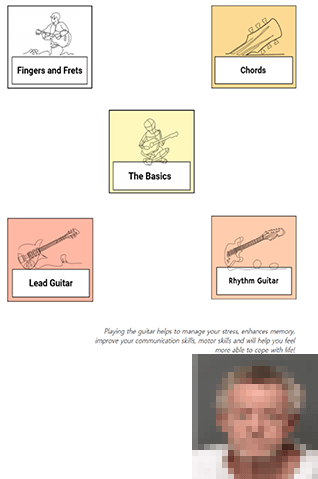 Fingers and Frets
Chords
The Basics
Lead Guitar
Rhythm Guitar
Playing the guitar helps to manage your stress, enhances memory,
improve your communication skills, motor skills and will help you feel
more able to cope with life!